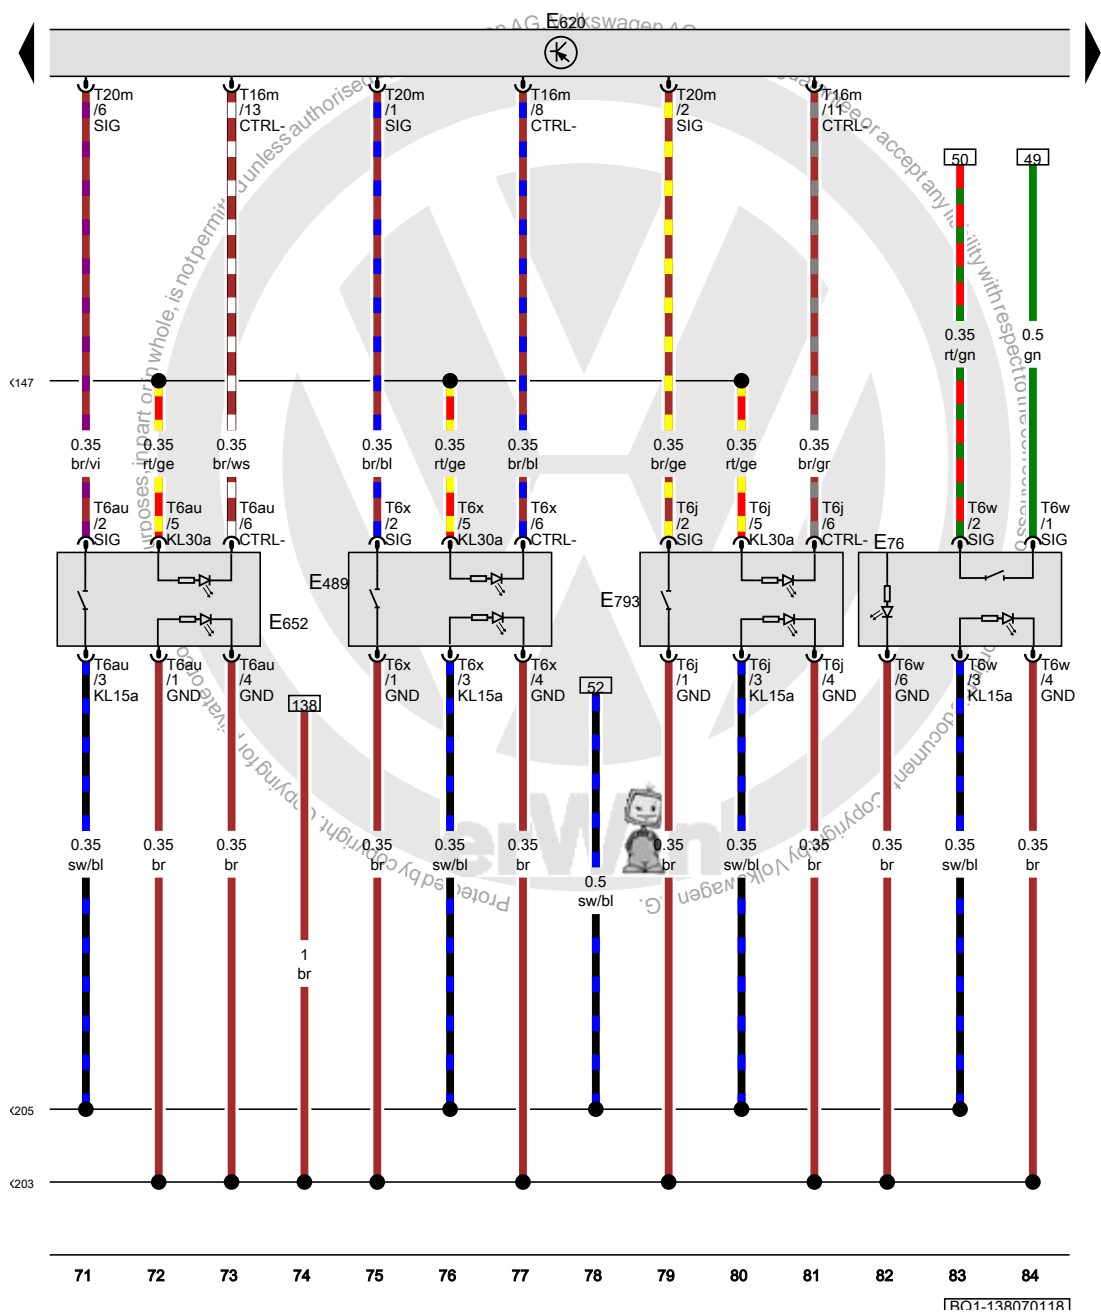 E620
T20m T16m T20m T16m T20m T16m
/6 /13 /1 /8 /2 /11
SIG CTRL- SIG CTRL- SIG CTRL-
50 49
0.35 0.5
rt/gn gn
147
0.35 0.35 0.35 0.35 0.35 0.35 0.35 0.35 0.35
br/vi rt/ge br/ws br/bl rt/ge br/bl br/ge rt/ge br/gr
T6au T6au T6au T6x T6x T6x T6j T6j T6j T6w T6w
/2 /5 /6 /2 /5 /6 /2 /5 /6 /2 /1
SIG KL30a CTRL- SIG KL30a CTRL- SIG KL30a CTRL- SIG SIG
E76
E489
E793
E652
T6au T6au T6au T6x T6x T6x T6j T6j T6j T6w T6w T6w
/3 /1 /4 /1 /3 /4 /1 /3 /4 /6 /3 /4
KL15a GND GND GND KL15a GND GND KL15a GND GND KL15a GND
52
138
0.35 0.35 0.35 0.35 0.35 0.35 0.35 0.35 0.35 0.35 0.35 0.35
sw/bl br br br sw/bl br br sw/bl br br sw/bl br
0.5
sw/bl
1
br
205
203
71 72 73 74 75 76 77 78 79 80 81 82 83 84
BQ1-138070118
erWin
Protected by copyright. Copying for private or